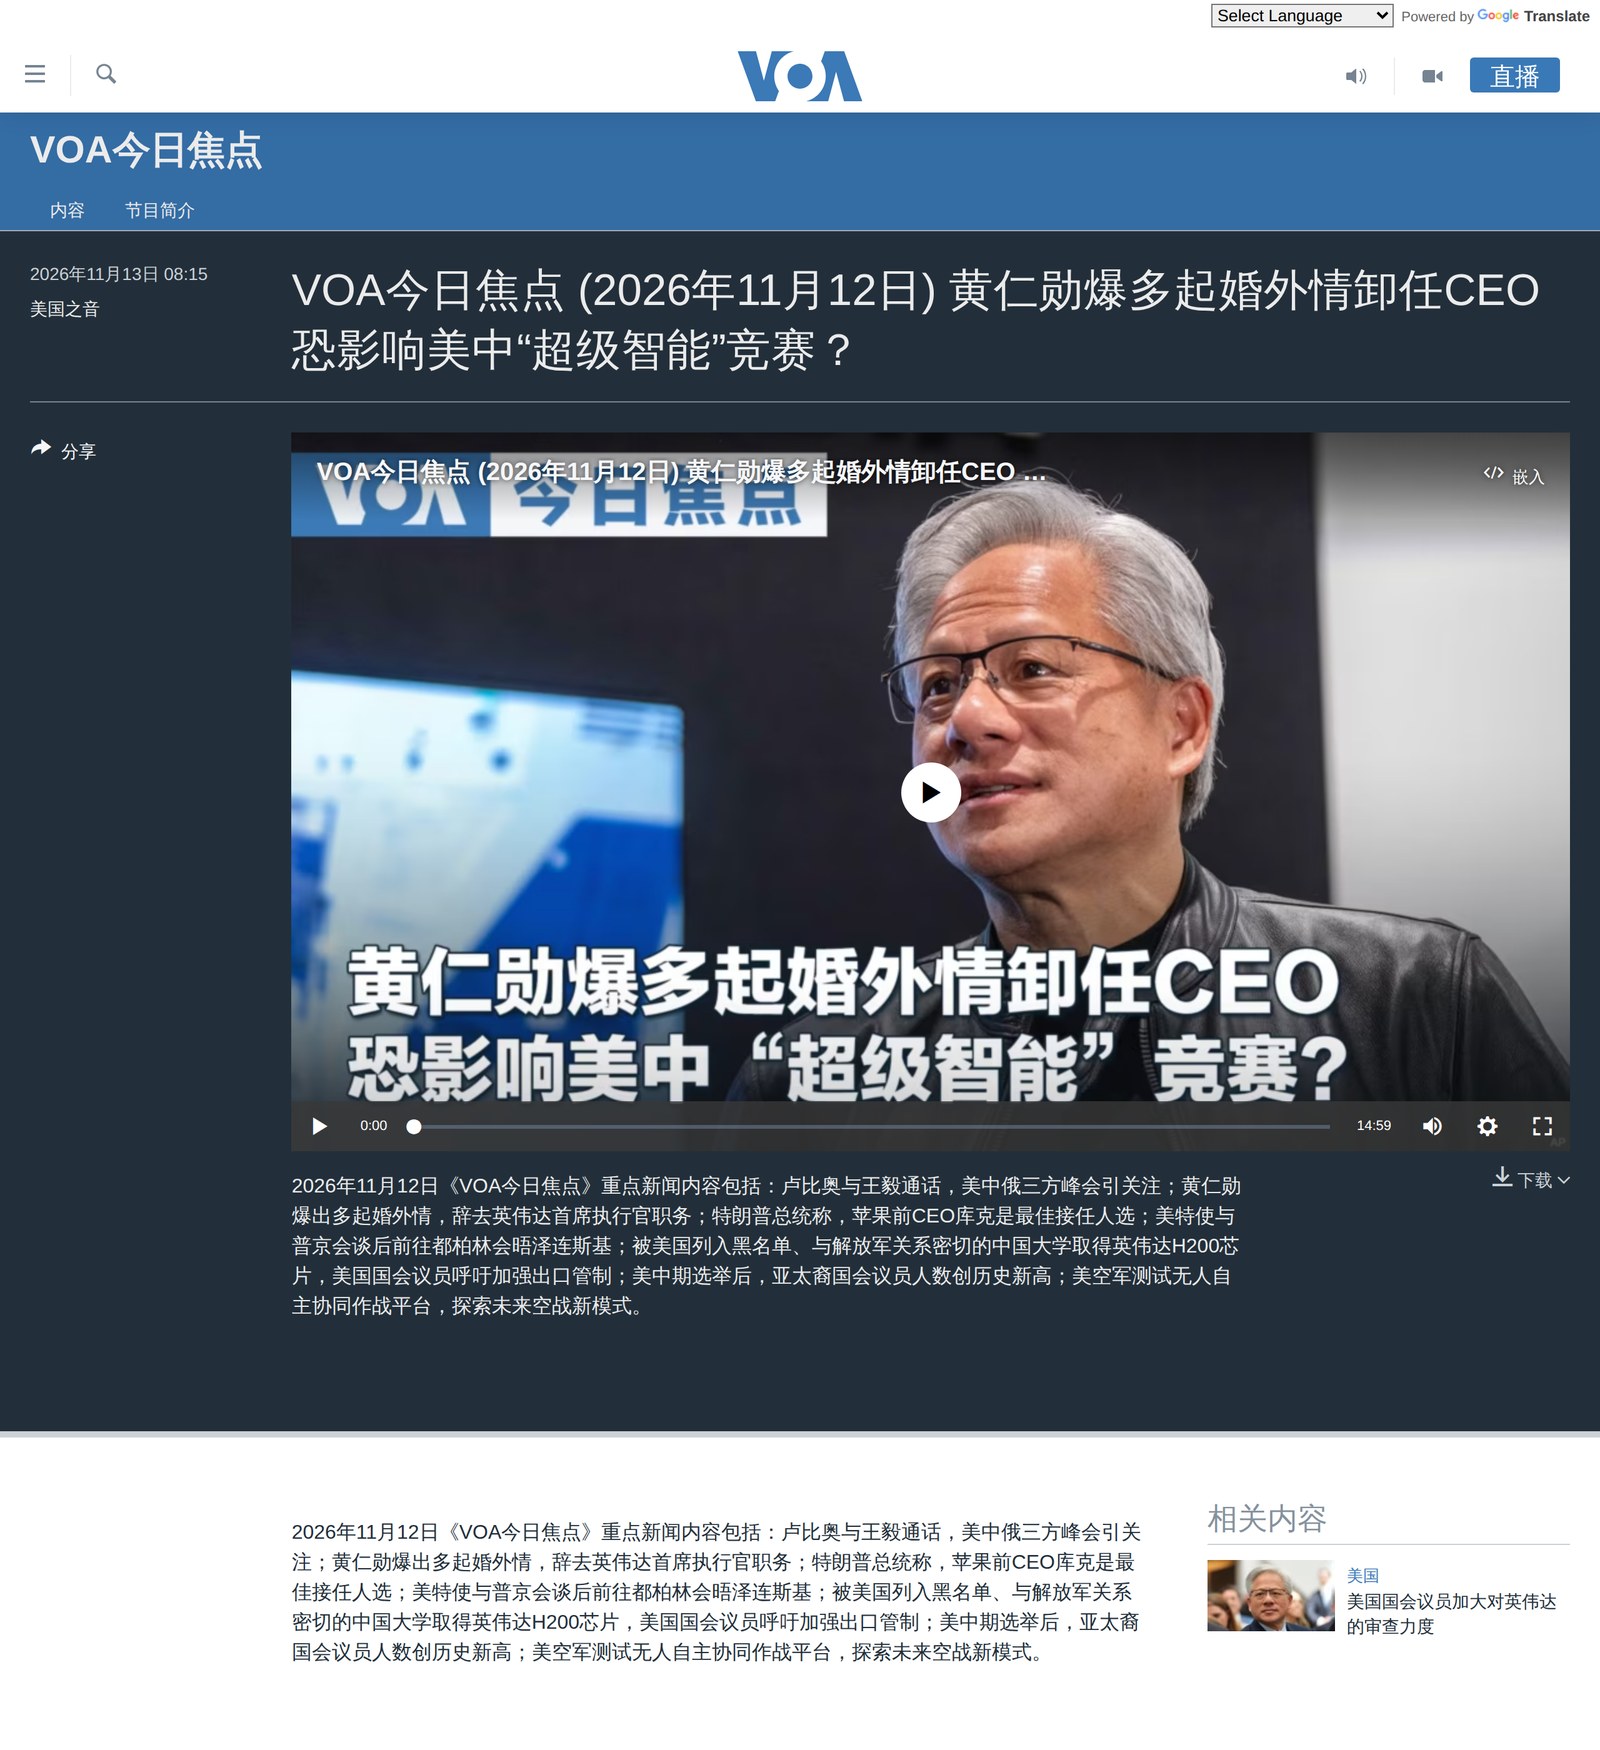 Select Language
Powered by Google Translate
VOA
直播
VOA今日焦点
内容 节目简介
2026年11月13日 08:15
美国之音
VOA今日焦点 (2026年11月12日) 黄仁勋爆多起婚外情卸任CEO
恐影响美中“超级智能”竞赛？
分享
VOA今日焦点 (2026年11月12日) 黄仁勋爆多起婚外情卸任CEO ...
嵌入
VOA 今日焦点
黄仁勋爆多起婚外情卸任CEO
恐影响美中“超级智能”竞赛?
0:00
14:59
AP
下载
2026年11月12日《VOA今日焦点》重点新闻内容包括：卢比奥与王毅通话，美中俄三方峰会引关注；黄仁勋
爆出多起婚外情，辞去英伟达首席执行官职务；特朗普总统称，苹果前CEO库克是最佳接任人选；美特使与
普京会谈后前往都柏林会晤泽连斯基；被美国列入黑名单、与解放军关系密切的中国大学取得英伟达H200芯
片，美国国会议员呼吁加强出口管制；美中期选举后，亚太裔国会议员人数创历史新高；美空军测试无人自
主协同作战平台，探索未来空战新模式。
2026年11月12日《VOA今日焦点》重点新闻内容包括：卢比奥与王毅通话，美中俄三方峰会引关
注；黄仁勋爆出多起婚外情，辞去英伟达首席执行官职务；特朗普总统称，苹果前CEO库克是最
佳接任人选；美特使与普京会谈后前往都柏林会晤泽连斯基；被美国列入黑名单、与解放军关系
密切的中国大学取得英伟达H200芯片，美国国会议员呼吁加强出口管制；美中期选举后，亚太裔
国会议员人数创历史新高；美空军测试无人自主协同作战平台，探索未来空战新模式。
相关内容
美国
美国国会议员加大对英伟达
的审查力度